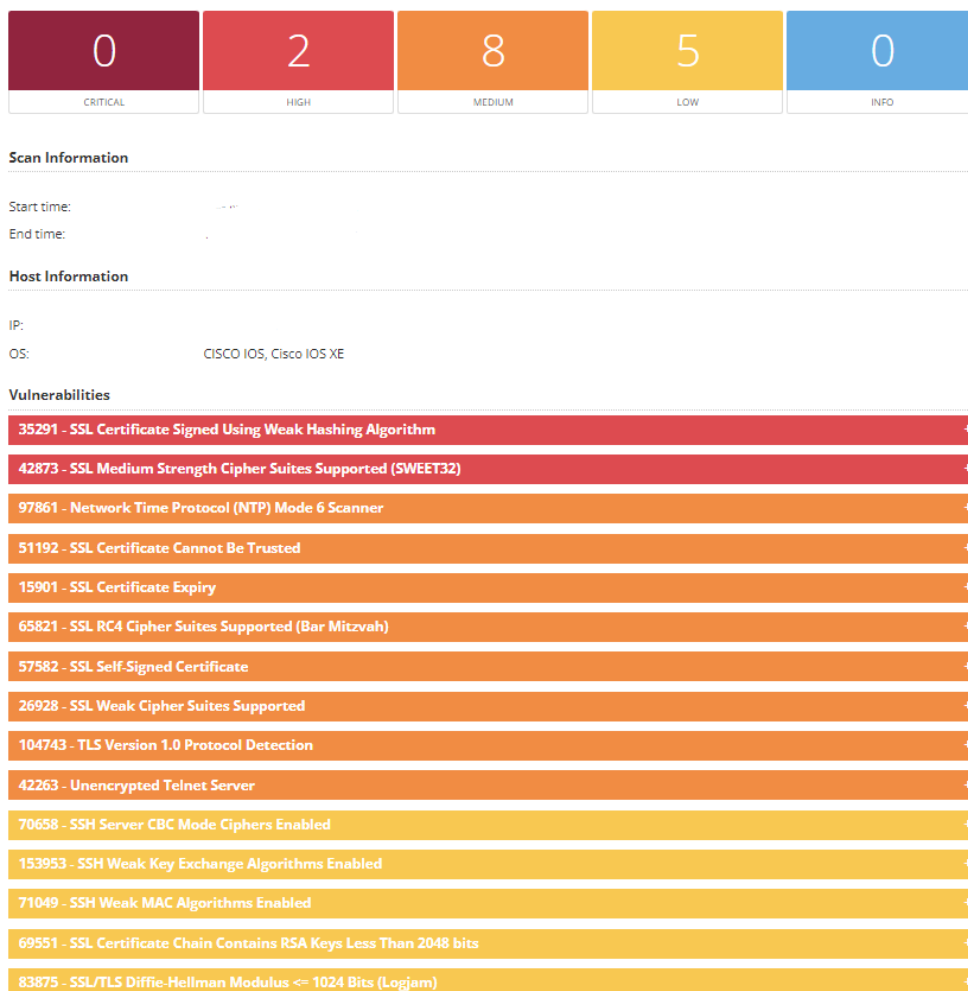 0 2 8 5 0
CRITICAL HIGH MEDIUM LOW INFO
Scan Information
Start time:
End time:
Host Information
IP:
OS: CISCO IOS, Cisco IOS XE
Vulnerabilities
35291 - SSL Certificate Signed Using Weak Hashing Algorithm
42873 - SSL Medium Strength Cipher Suites Supported (SWEET32)
97861 - Network Time Protocol (NTP) Mode 6 Scanner
51192 - SSL Certificate Cannot Be Trusted
15901 - SSL Certificate Expiry
65821 - SSL RC4 Cipher Suites Supported (Bar Mitzvah)
57582 - SSL Self-Signed Certificate
26928 - SSL Weak Cipher Suites Supported
104743 - TLS Version 1.0 Protocol Detection
42263 - Unencrypted Telnet Server
70658 - SSH Server CBC Mode Ciphers Enabled
153953 - SSH Weak Key Exchange Algorithms Enabled
71049 - SSH Weak MAC Algorithms Enabled
69551 - SSL Certificate Chain Contains RSA Keys Less Than 2048 bits
83875 - SSL/TLS Diffie-Hellman Modulus <= 1024 Bits (Logjam)